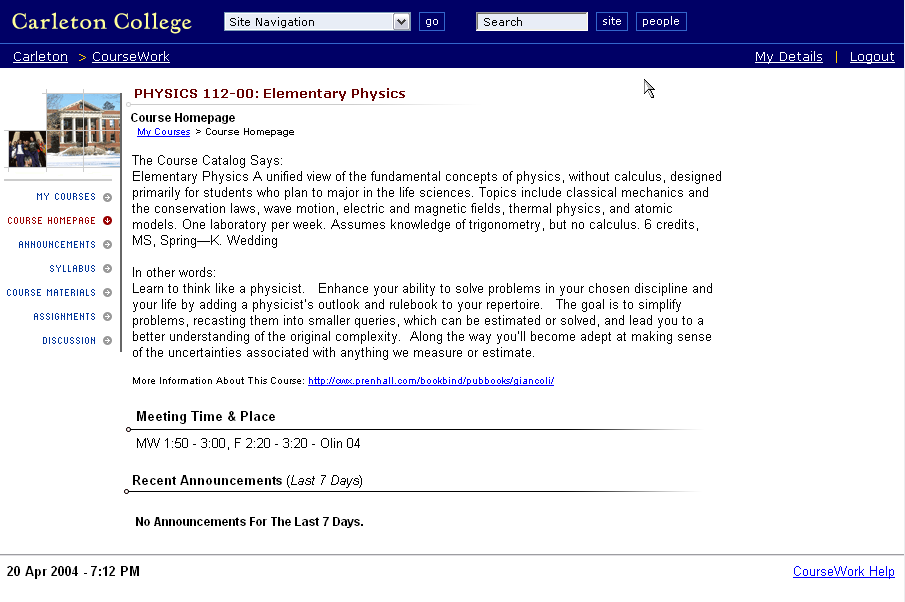 Carleton College
Site Navigation
go
Search
site
people
Carleton > CourseWork
My Details | Logout
PHYSICS 112-00: Elementary Physics
Course Homepage
My Courses > Course Homepage
MY COURSES
COURSE HOMEPAGE
ANNOUNCEMENTS
SYLLABUS
COURSE MATERIALS
ASSIGNMENTS
DISCUSSION
The Course Catalog Says:
Elementary Physics A unified view of the fundamental concepts of physics, without calculus, designed
primarily for students who plan to major in the life sciences. Topics include classical mechanics and
the conservation laws, wave motion, electric and magnetic fields, thermal physics, and atomic
models. One laboratory per week. Assumes knowledge of trigonometry, but no calculus. 6 credits,
MS, Spring—K. Wedding
In other words:
Learn to think like a physicist. Enhance your ability to solve problems in your chosen discipline and
your life by adding a physicist's outlook and rulebook to your repertoire. The goal is to simplify
problems, recasting them into smaller queries, which can be estimated or solved, and lead you to a
better understanding of the original complexity. Along the way you'll become adept at making sense
of the uncertainties associated with anything we measure or estimate.
More Information About This Course: http://cwx.prenhall.com/bookbind/pubbooks/giancoli/
Meeting Time & Place
MW 1:50 - 3:00, F 2:20 - 3:20 - Olin 04
Recent Announcements (Last 7 Days)
No Announcements For The Last 7 Days.
20 Apr 2004 - 7:12 PM
CourseWork Help